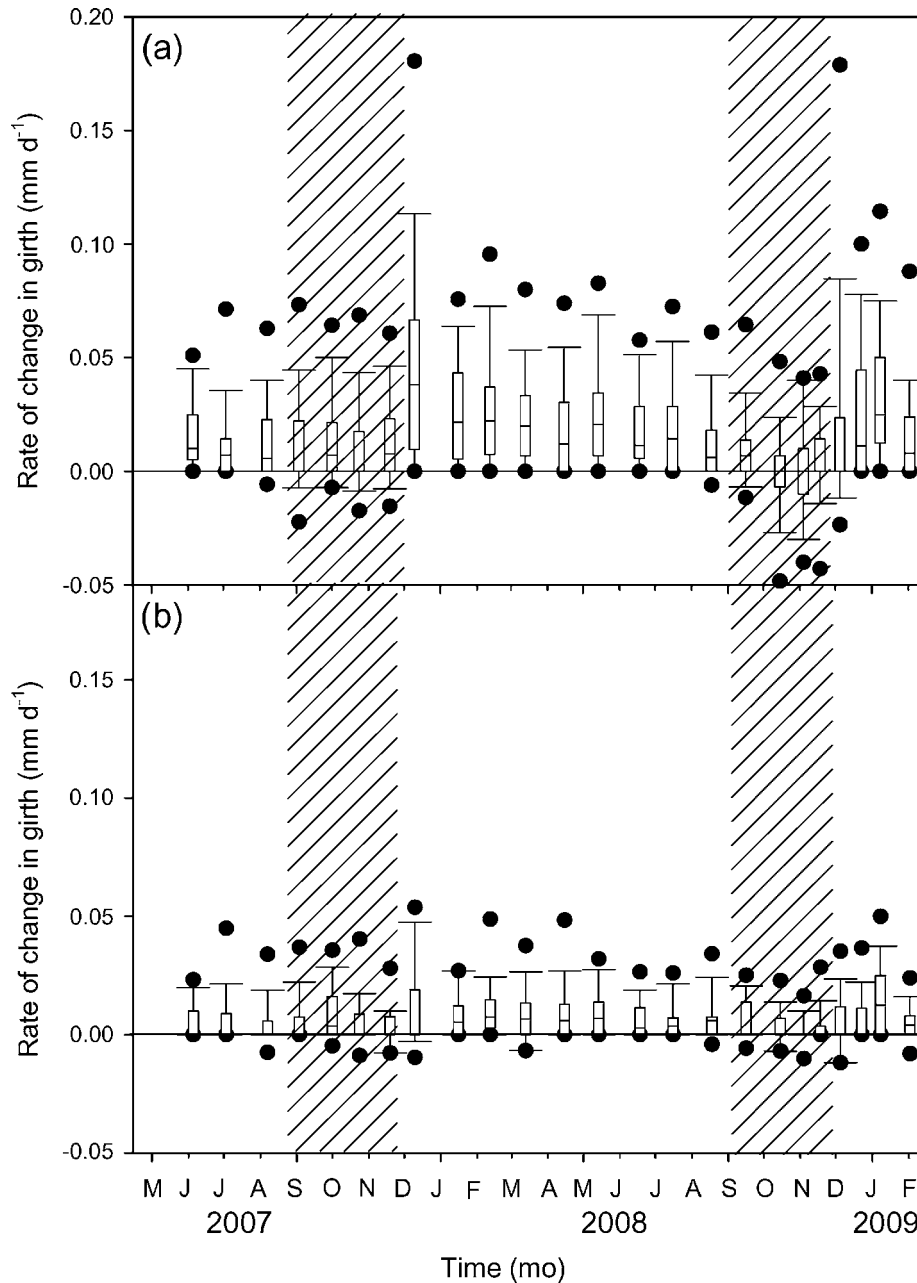 (a)
0.20
0.15
0.10
0.05
0.00
-0.05
Rate of change in girth (mm d⁻¹)
(b)
0.15
0.10
0.05
0.00
-0.05
Rate of change in girth (mm d⁻¹)
M J J A S O N D J F M A M J J A S O N D J F
2007 2008 2009
Time (mo)